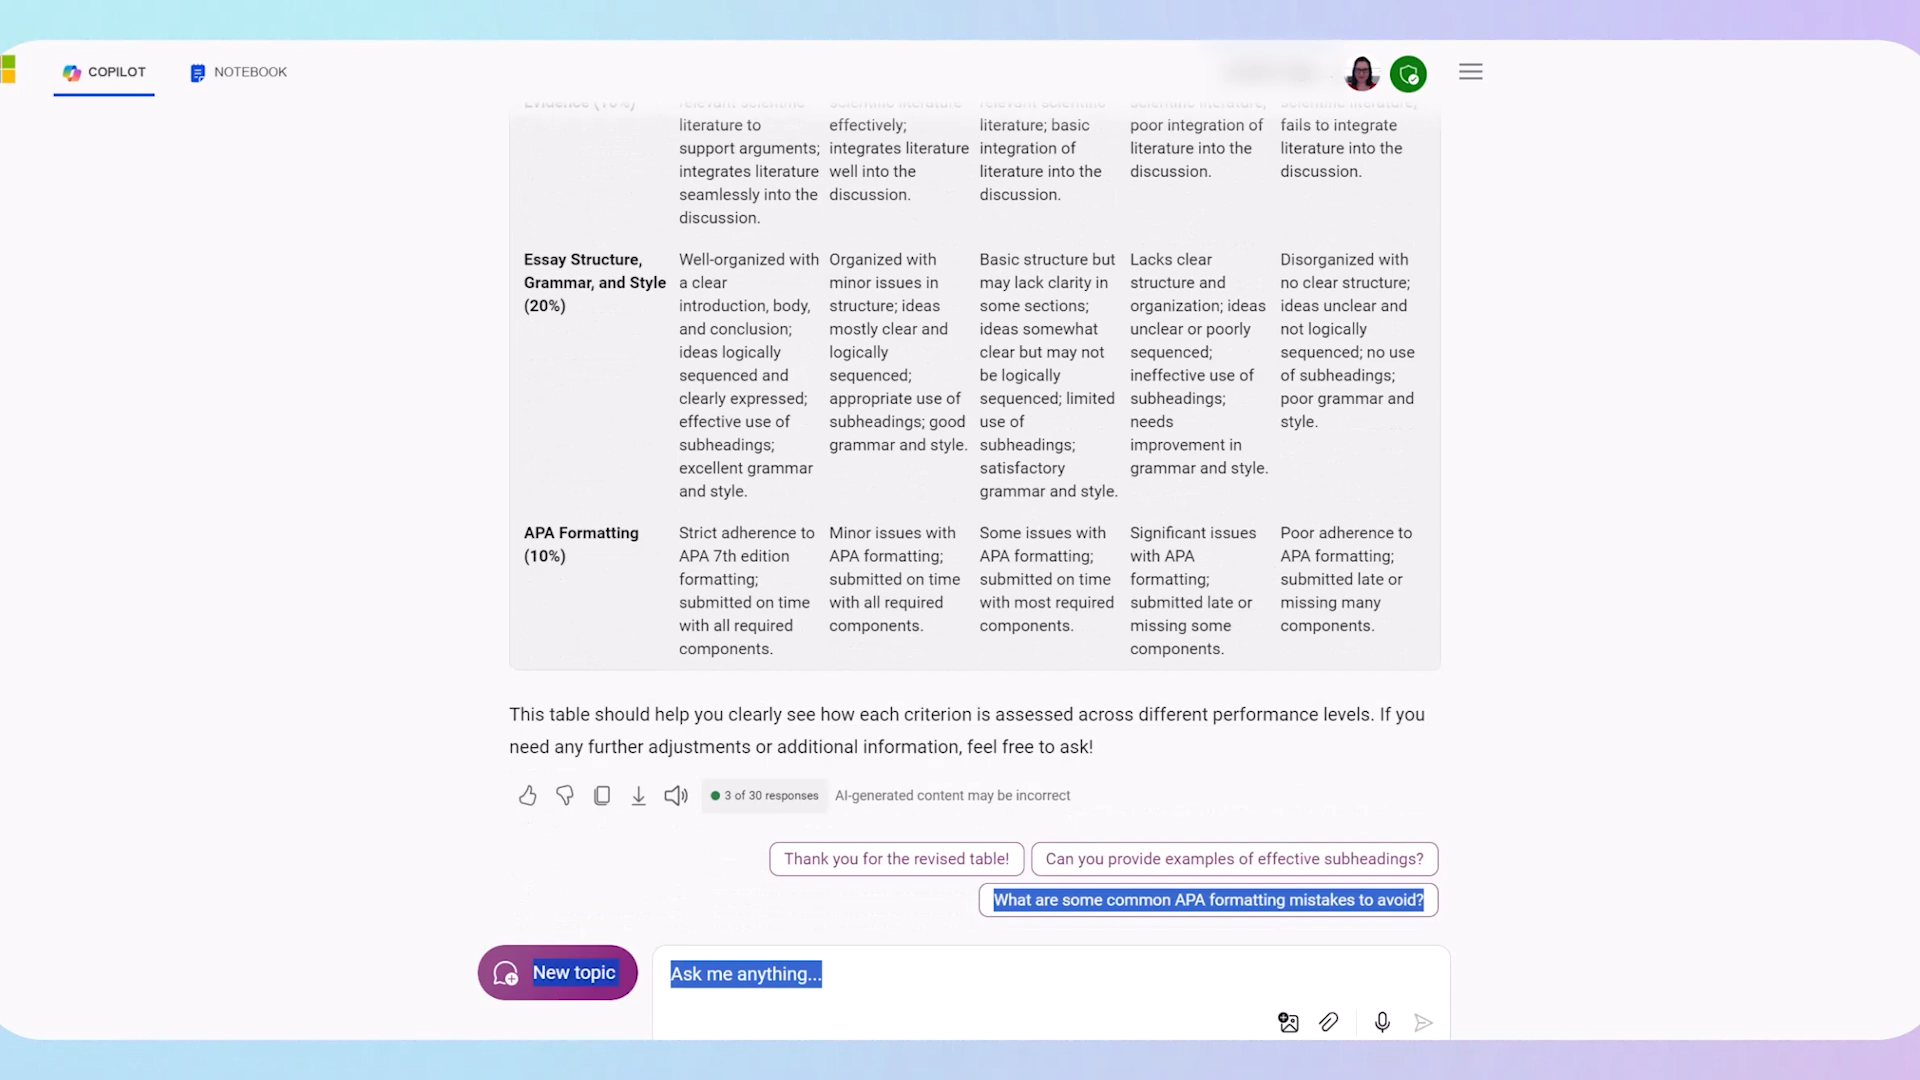 COPILOT
NOTEBOOK
Evidence (10%)
relevant scientific
literature to
support arguments;
integrates literature
seamlessly into the
discussion.
scientific literature
effectively;
integrates literature
well into the
discussion.
relevant scientific
literature; basic
integration of
literature into the
discussion.
scientific literature;
poor integration of
literature into the
discussion.
scientific literature;
fails to integrate
literature into the
discussion.
Essay Structure,
Grammar, and Style
(20%)
Well-organized with
a clear
introduction, body,
and conclusion;
ideas logically
sequenced and
clearly expressed;
effective use of
subheadings;
excellent grammar
and style.
Organized with
minor issues in
structure; ideas
mostly clear and
logically
sequenced;
appropriate use of
subheadings; good
grammar and style.
Basic structure but
may lack clarity in
some sections;
ideas somewhat
clear but may not
be logically
sequenced; limited
use of
subheadings;
satisfactory
grammar and style.
Lacks clear
structure and
organization; ideas
unclear or poorly
sequenced;
ineffective use of
subheadings;
needs
improvement in
grammar and style.
Disorganized with
no clear structure;
ideas unclear and
not logically
sequenced; no use
of subheadings;
poor grammar and
style.
APA Formatting
(10%)
Strict adherence to
APA 7th edition
formatting;
submitted on time
with all required
components.
Minor issues with
APA formatting;
submitted on time
with all required
components.
Some issues with
APA formatting;
submitted on time
with most required
components.
Significant issues
with APA
formatting;
submitted late or
missing some
components.
Poor adherence to
APA formatting;
submitted late or
missing many
components.
This table should help you clearly see how each criterion is assessed across different performance levels. If you
need any further adjustments or additional information, feel free to ask!
3 of 30 responses
AI-generated content may be incorrect
Thank you for the revised table!
Can you provide examples of effective subheadings?
What are some common APA formatting mistakes to avoid?
New topic
Ask me anything...